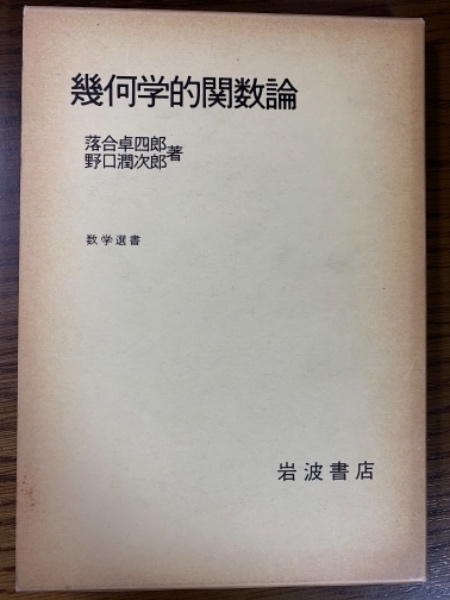 幾何学的関数論
落合卓四郎
野口潤次郎 著
数学選書
岩波書店